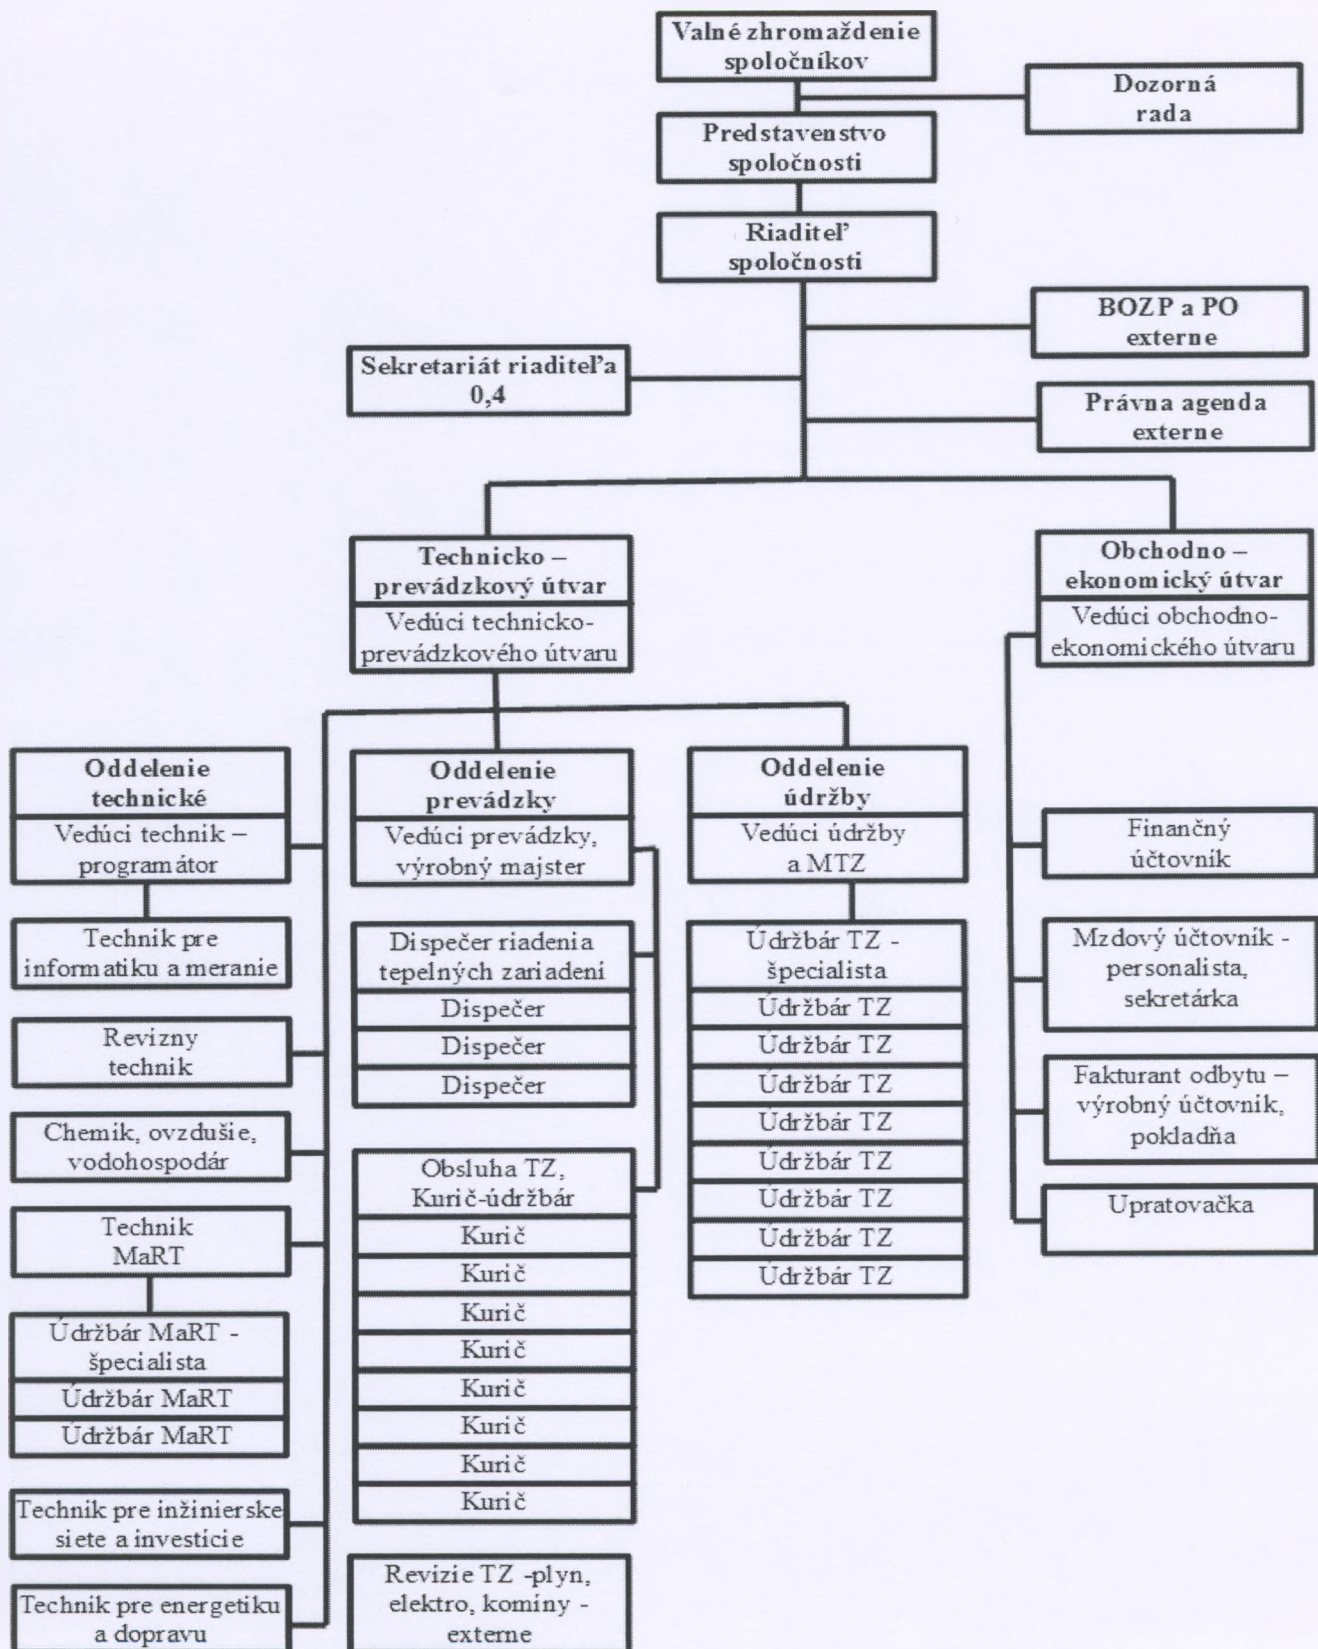 Valné zhromaždenie
spoločníkov
Dozorná
rada
Predstavenstvo
spoločnosti
Riaditeľ
spoločnosti
BOZP a PO
externe
Sekretariát riaditeľa
0,4
Právna agenda
externe
Technicko –
prevádzkový útvar
Vedúci technicko-
prevádzkového útvaru
Obchodno –
ekonomický útvar
Vedúci obchodno-
ekonomického útvaru
Oddelenie
technické
Vedúci technik –
programátor
Technik pre
informatiku a meranie
Revizny
technik
Chemik, ovzdušie,
vodohospodár
Technik
MaRT
Údržbár MaRT -
špecialista
Údržbár MaRT
Údržbár MaRT
Technik pre inžinierske
siete a investície
Technik pre energetiku
a dopravu
Oddelenie
prevádzky
Vedúci prevádzky,
výrobný majster
Dispečer riadenia
tepelných zariadení
Dispečer
Dispečer
Dispečer
Obsluha TZ,
Kurič-údržbár
Kurič
Kurič
Kurič
Kurič
Kurič
Kurič
Kurič
Kurič
Revízie TZ -plyn,
elektro, komíny -
externe
Oddelenie
údržby
Vedúci údržby
a MTZ
Údržbár TZ -
špecialista
Údržbár TZ
Údržbár TZ
Údržbár TZ
Údržbár TZ
Údržbár TZ
Údržbár TZ
Údržbár TZ
Údržbár TZ
Finančný
účtovník
Mzdový účtovník -
personalista,
sekretárka
Fakturant odbytu –
výrobný účtovník,
pokladňa
Upratovačka